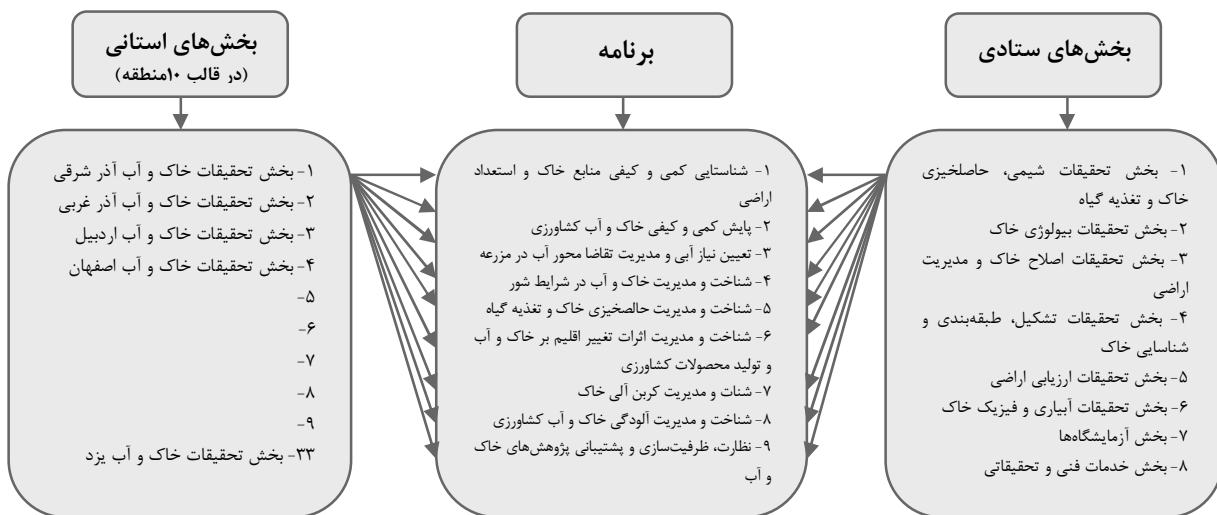 بخش‌های ستادی
۱- بخش تحقیقات شیمی، حاصلخیزی
خاک و تغذیه گیاه
۲- بخش تحقیقات بیولوژی خاک
۳- بخش تحقیقات اصلاح خاک و مدیریت
اراضی
۴- بخش تحقیقات تشکیل، طبقه‌بندی و
شناسایی خاک
۵- بخش تحقیقات ارزیابی اراضی
۶- بخش تحقیقات آبیاری و فیزیک خاک
۷- بخش آزمایشگاه‌ها
۸- بخش خدمات فنی و تحقیقاتی
برنامه
۱- شناستایی کمی و کیفی منابع خاک و استعداد
اراضی
۲- پایش کمی و کیفی خاک و آب کشاورزی
۳- تعیین نیاز آبی و مدیریت تقاضا محور آب در مزرعه
۴- شناخت و مدیریت خاک و آب در شرایط شور
۵- شناخت و مدیریت حالصخیزی خاک و تغذیه گیاه
۶- شناخت و مدیریت اثرات تغییر اقلیم بر خاک و آب
و تولید محصولات کشاورزی
۷- شنات و مدیریت کربن آلی خاک
۸- شناخت و مدیریت آلودگی خاک و آب کشاورزی
۹- نظارت، ظرفیت‌سازی و پشتیبانی پژوهش‌های خاک
و آب
بخش‌های استانی
(در قالب ۱۰منطقه)
۱- بخش تحقیقات خاک و آب آذر شرقی
۲- بخش تحقیقات خاک و آب آذر غربی
۳- بخش تحقیقات خاک و آب اردبیل
۴- بخش تحقیقات خاک و آب اصفهان
۵-
۶-
۷-
۸-
۹-
۳۳- بخش تحقیقات خاک و آب یزد